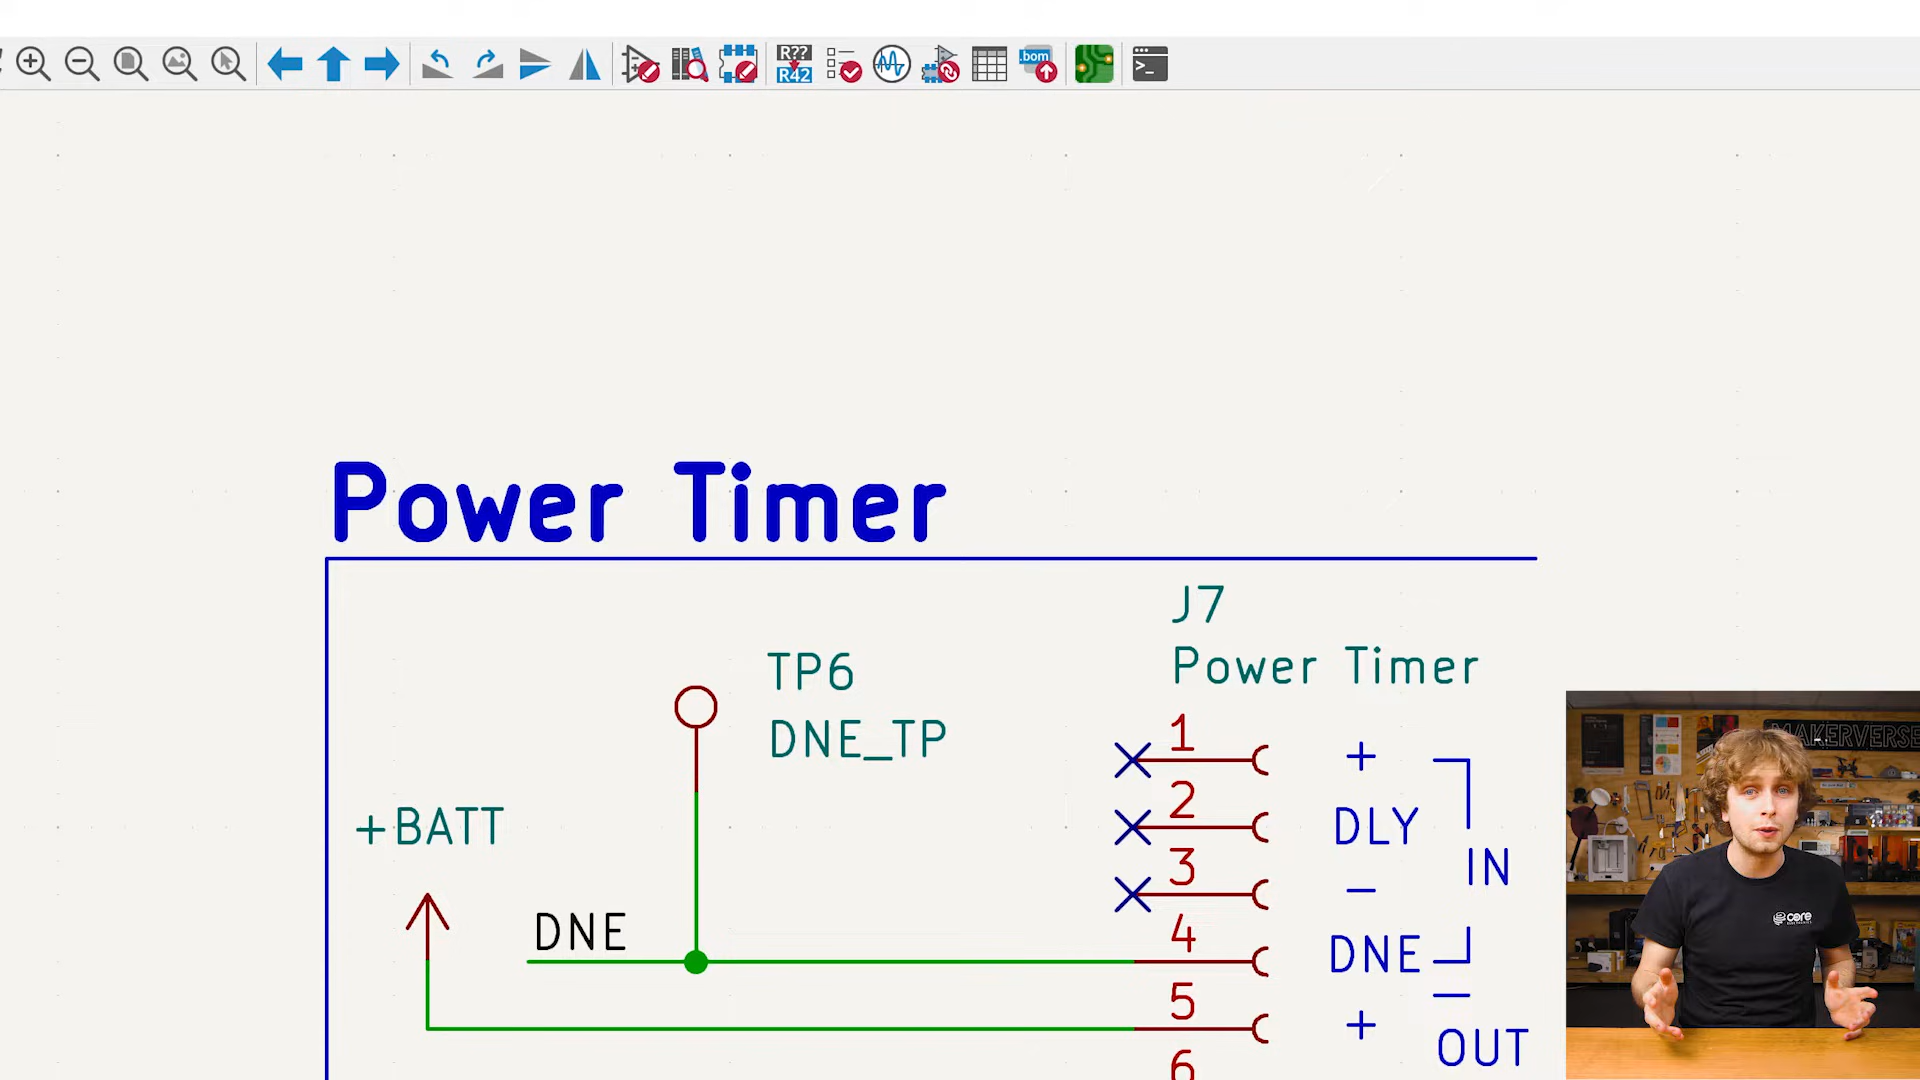 R??
R42
.bom
>_
Power Timer
J7
Power Timer
TP6
DNE_TP
1
+
2
DLY
3
-
IN
+BATT
4
DNE
DNE
5
+
OUT
6
MAKERVERSE
core